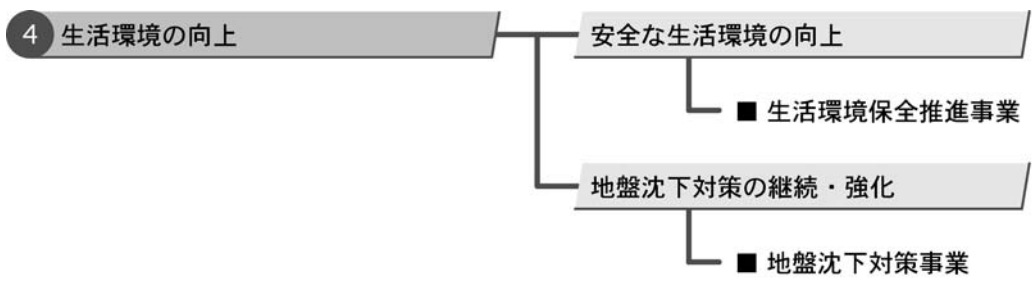 4 生活環境の向上
安全な生活環境の向上
■ 生活環境保全推進事業
地盤沈下対策の継続・強化
■ 地盤沈下対策事業